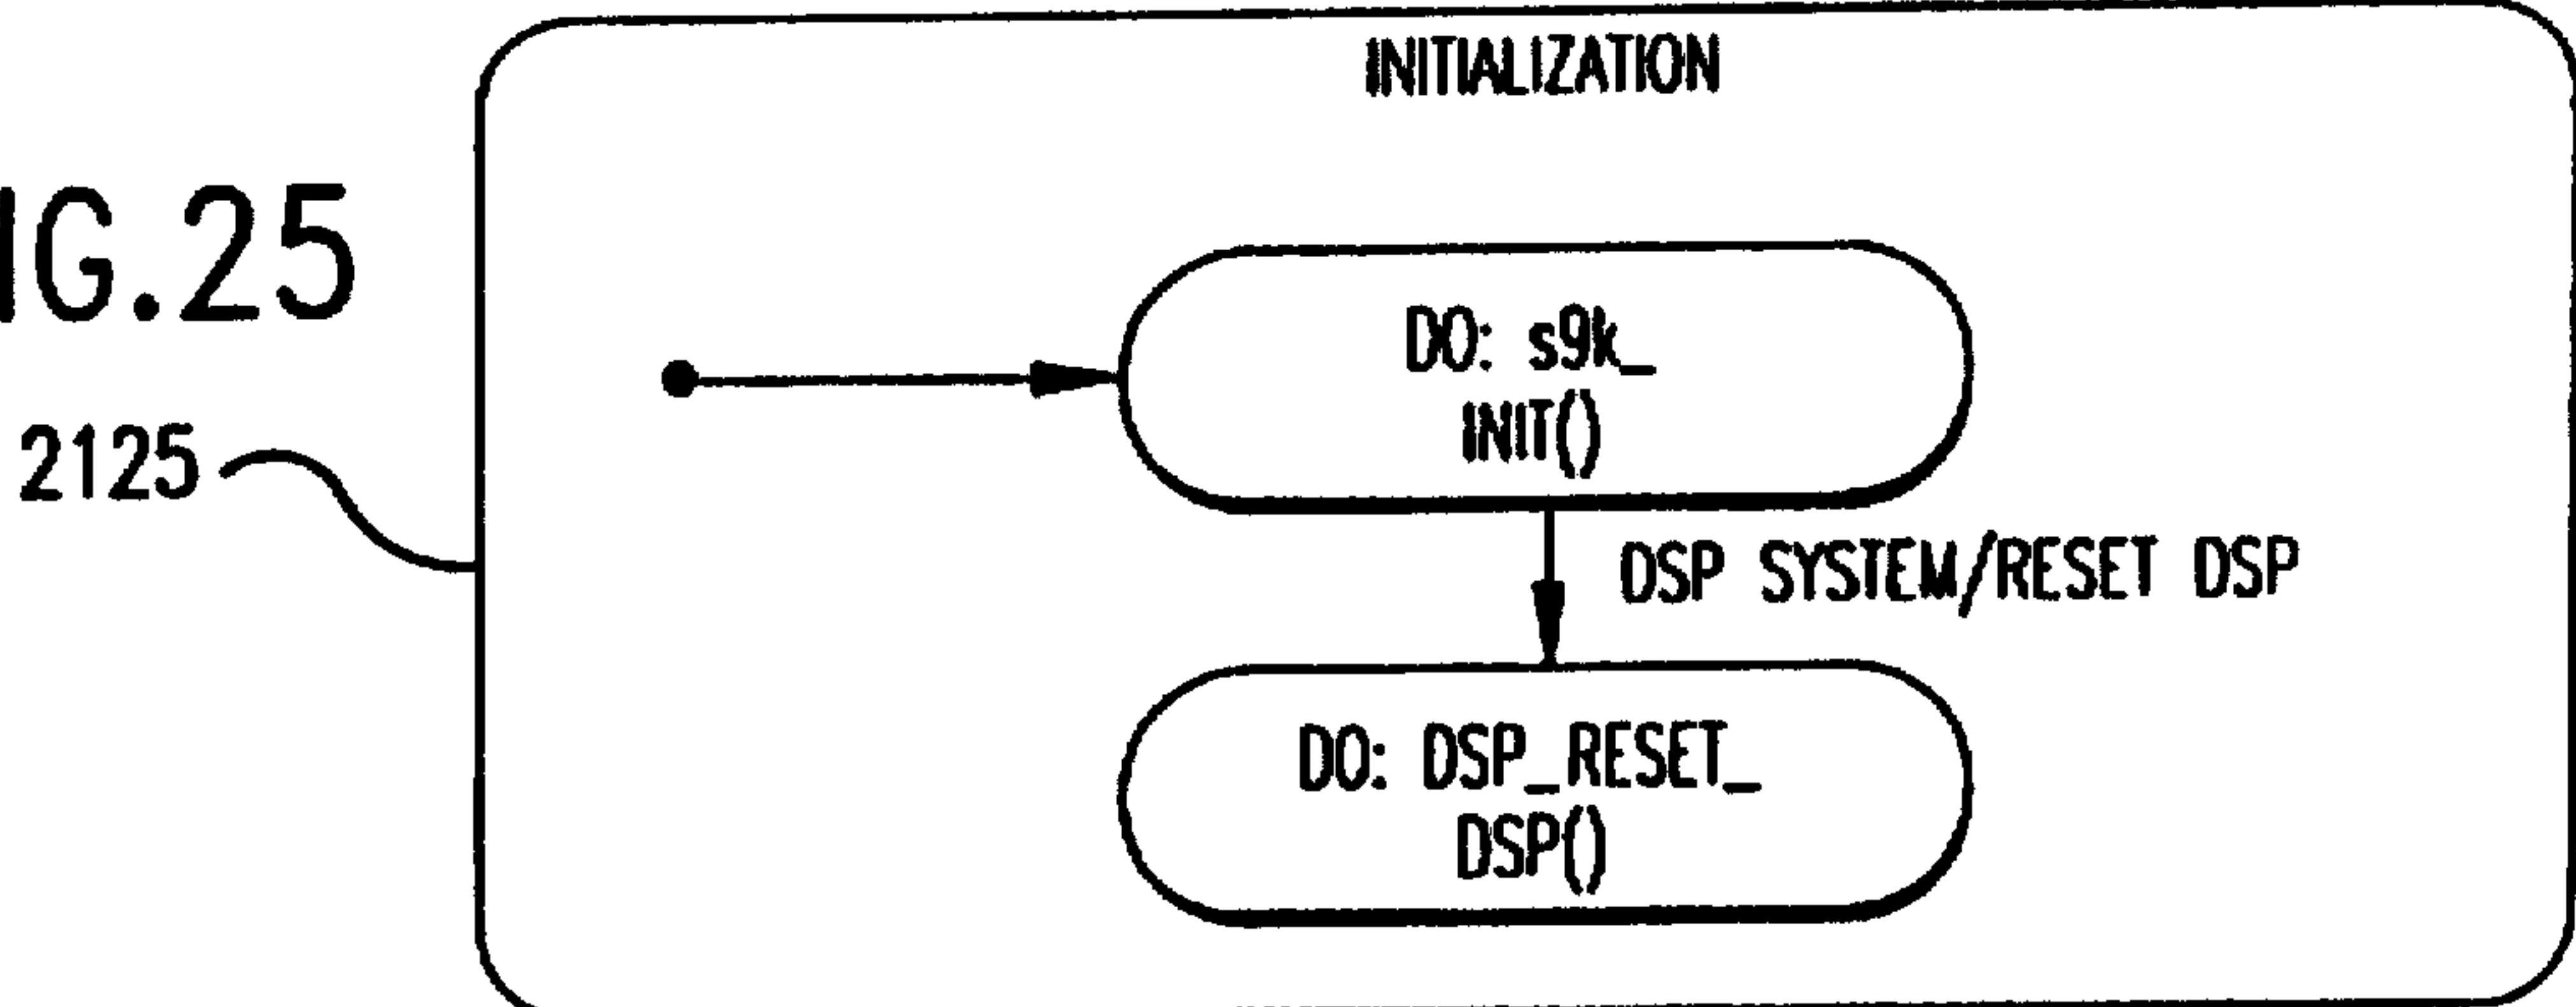 INITIALIZATION
IG.25
DO: s9k_
INIT()
2125
DSP SYSTEM/RESET DSP
DO: DSP_RESET_
DSP()